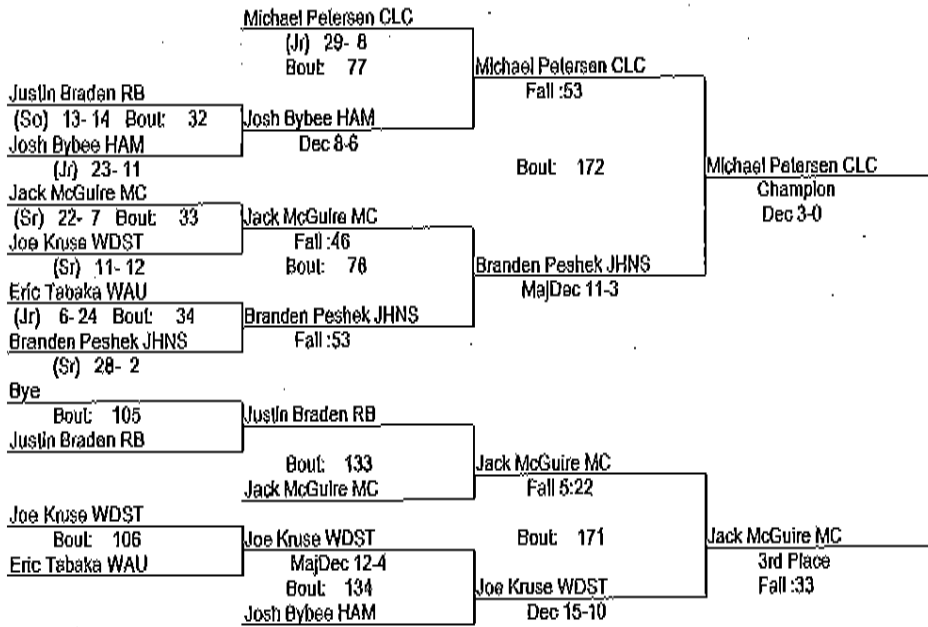 Michael Petersen CLC
(Jr) 29- 8
Bout: 77
Michael Petersen CLC
Fall :53
Justin Braden RB
(So) 13- 14 Bout: 32
Josh Bybee HAM
Dec 8-6
Josh Bybee HAM
(Jr) 23- 11
Bout: 172
Michael Petersen CLC
Champion
Dec 3-0
Jack McGuire MC
(Sr) 22- 7 Bout: 33
Jack McGuire MC
Fall :46
Joe Kruse WDST
(Sr) 11- 12
Bout: 78
Branden Peshek JHNS
MajDec 11-3
Eric Tabaka WAU
(Jr) 6- 24 Bout: 34
Branden Peshek JHNS
Fall :53
Branden Peshek JHNS
(Sr) 28- 2
Bye
Bout: 105
Justin Braden RB
Justin Braden RB
Bout: 133
Jack McGuire MC
Fall 5:22
Jack McGuire MC
Joe Kruse WDST
Bout: 106
Joe Kruse WDST
MajDec 12-4
Bout: 171
Jack McGuire MC
3rd Place
Fall :33
Eric Tabaka WAU
Bout: 134
Joe Kruse WDST
Dec 15-10
Josh Bybee HAM